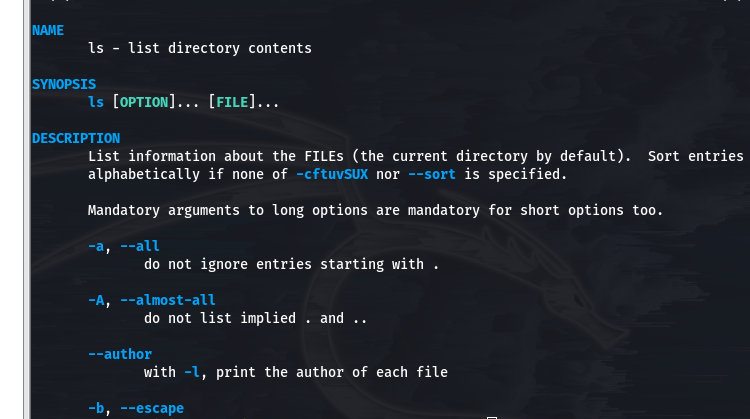 NAME
ls - list directory contents
SYNOPSIS
ls [OPTION]... [FILE]...
DESCRIPTION
List information about the FILEs (the current directory by default).  Sort entries
alphabetically if none of -cftuvSUX nor --sort is specified.
Mandatory arguments to long options are mandatory for short options too.
-a, --all
do not ignore entries starting with .
-A, --almost-all
do not list implied . and ..
--author
with -l, print the author of each file
-b, --escape